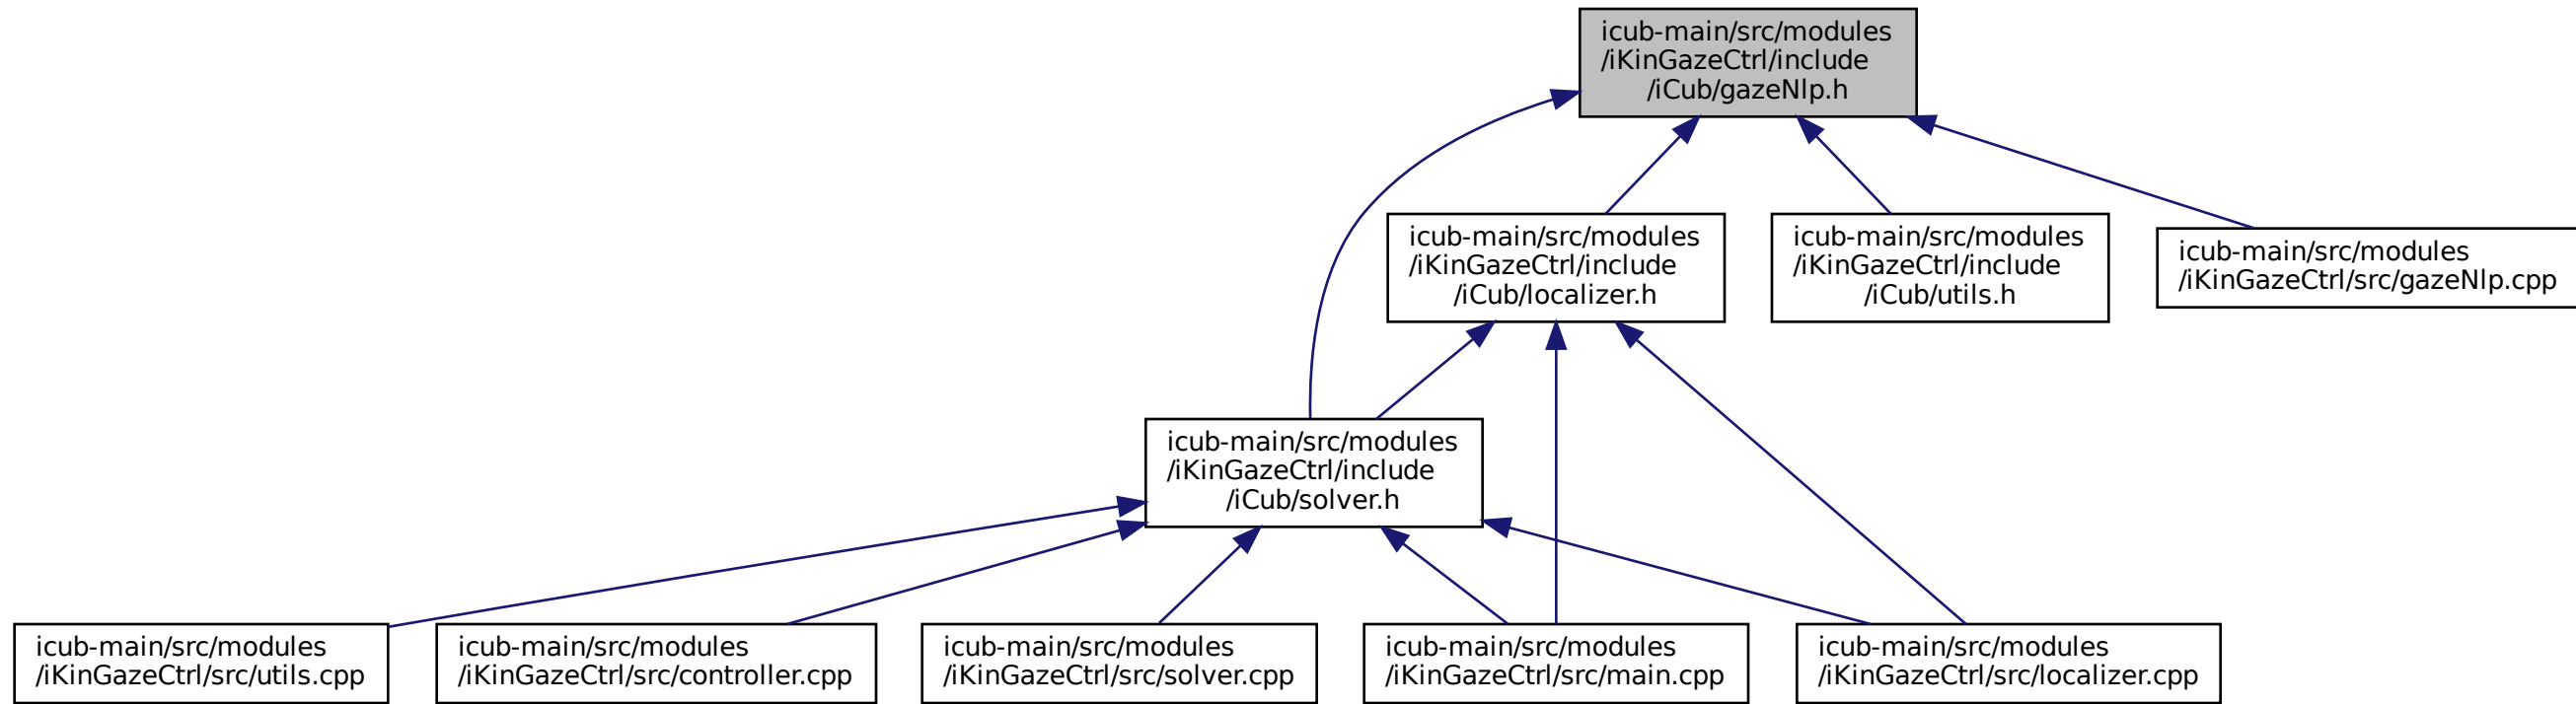 icub-main/src/modules
/iKinGazeCtrl/include
/iCub/gazeNlp.h
icub-main/src/modules
/iKinGazeCtrl/include
/iCub/localizer.h
icub-main/src/modules
/iKinGazeCtrl/include
/iCub/utils.h
icub-main/src/modules
/iKinGazeCtrl/src/gazeNlp.cpp
icub-main/src/modules
/iKinGazeCtrl/include
/iCub/solver.h
icub-main/src/modules
/iKinGazeCtrl/src/utils.cpp
icub-main/src/modules
/iKinGazeCtrl/src/controller.cpp
icub-main/src/modules
/iKinGazeCtrl/src/solver.cpp
icub-main/src/modules
/iKinGazeCtrl/src/main.cpp
icub-main/src/modules
/iKinGazeCtrl/src/localizer.cpp